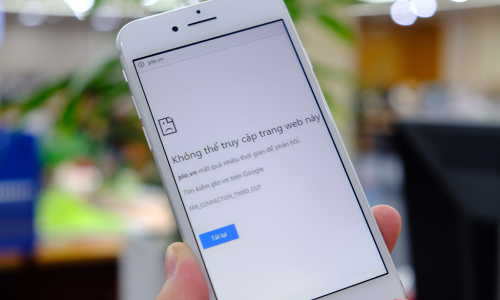 plo.vn
Không thể truy cập trang web này
plo.vn mất quá nhiều thời gian để phản hồi.
Tìm kiếm plo vn trên Google
ERR_CONNECTION_TIMED_OUT
Tải lại